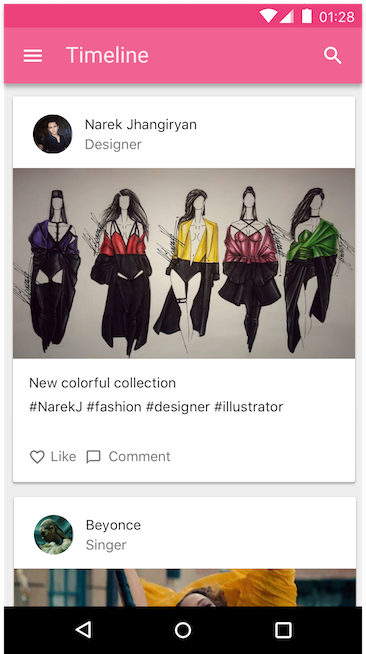 01:28
Timeline
Narek Jhangiryan
Designer
New colorful collection
#NarekJ #fashion #designer #illustrator
Like Comment
Beyonce
Singer